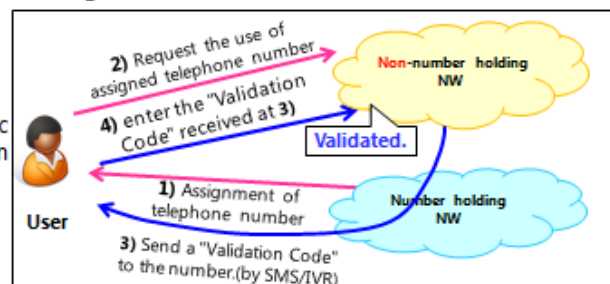 2) Request the use of
assigned telephone number
4) enter the "Validation
Code" received at 3)
Non-number holding
NW
Validated.
c
n
User
1) Assignment of
telephone number
Number holding
NW
3) Send a "Validation Code"
to the number.(by SMS/IVR)